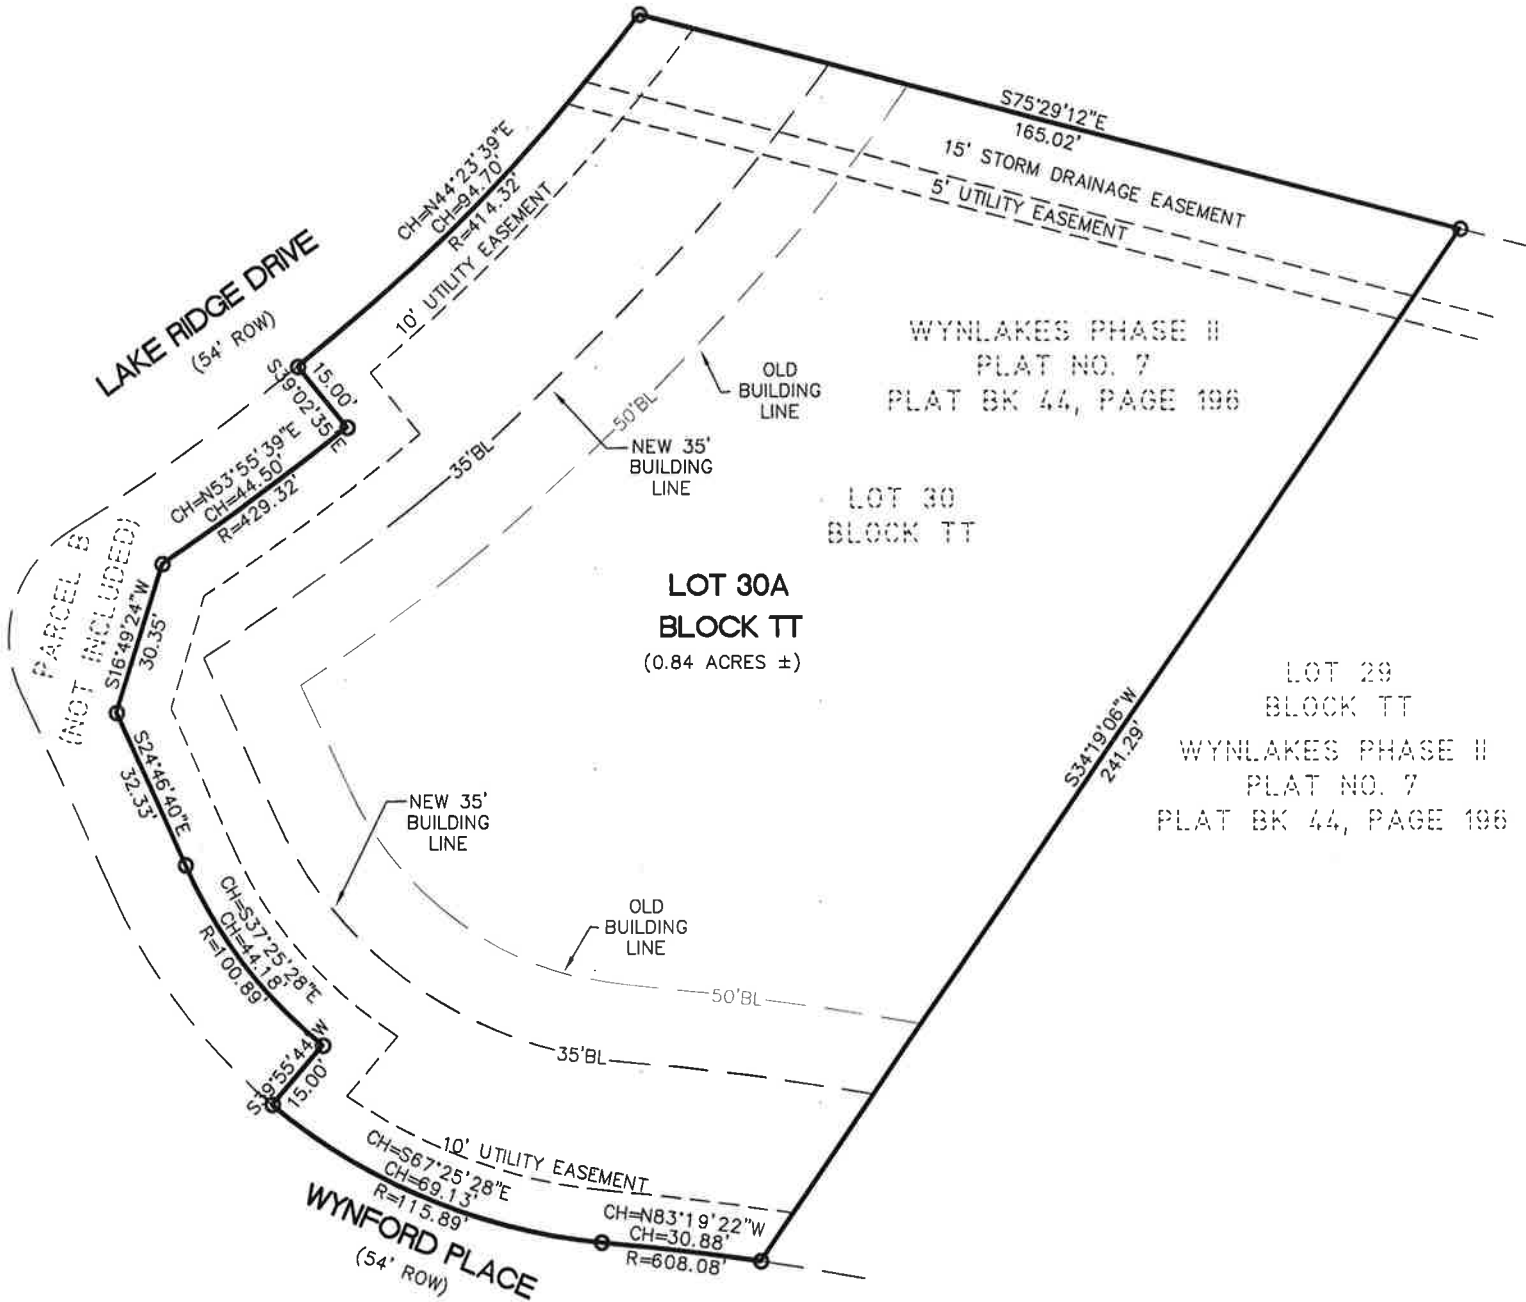 S75°29'12"E
165.02'
15' STORM DRAINAGE EASEMENT
5' UTILITY EASEMENT
CH=N44°23'39"E
CH=94.70'
R=414.32'
10' UTILITY EASEMENT
LAKE RIDGE DRIVE
(54' ROW)
15.00'
S39°02'35"E
CH=N53°55'39"E
CH=44.50'
R=429.32'
WYNLAKES PHASE II
PLAT NO. 7
PLAT BK 44, PAGE 196
OLD
BUILDING
LINE
50'BL
NEW 35'
BUILDING
LINE
35'BL
LOT 30
BLOCK TT
LOT 30A
BLOCK TT
(0.84 ACRES ±)
PARCEL B
(NOT INCLUDED)
S16°49'24"W
30.35'
S24°46'40"E
32.33'
LOT 29
BLOCK TT
WYNLAKES PHASE II
PLAT NO. 7
PLAT BK 44, PAGE 196
S34°19'06"W
241.29'
NEW 35'
BUILDING
LINE
OLD
BUILDING
LINE
CH=S37°25'28"E
CH=44.18'
R=100.89'
50'BL
35'BL
S39°55'44"W
15.00'
10' UTILITY EASEMENT
CH=S67°25'28"E
CH=69.13'
R=115.89'
CH=N83°19'22"W
CH=30.88'
R=608.08'
WYNFORD PLACE
(54' ROW)